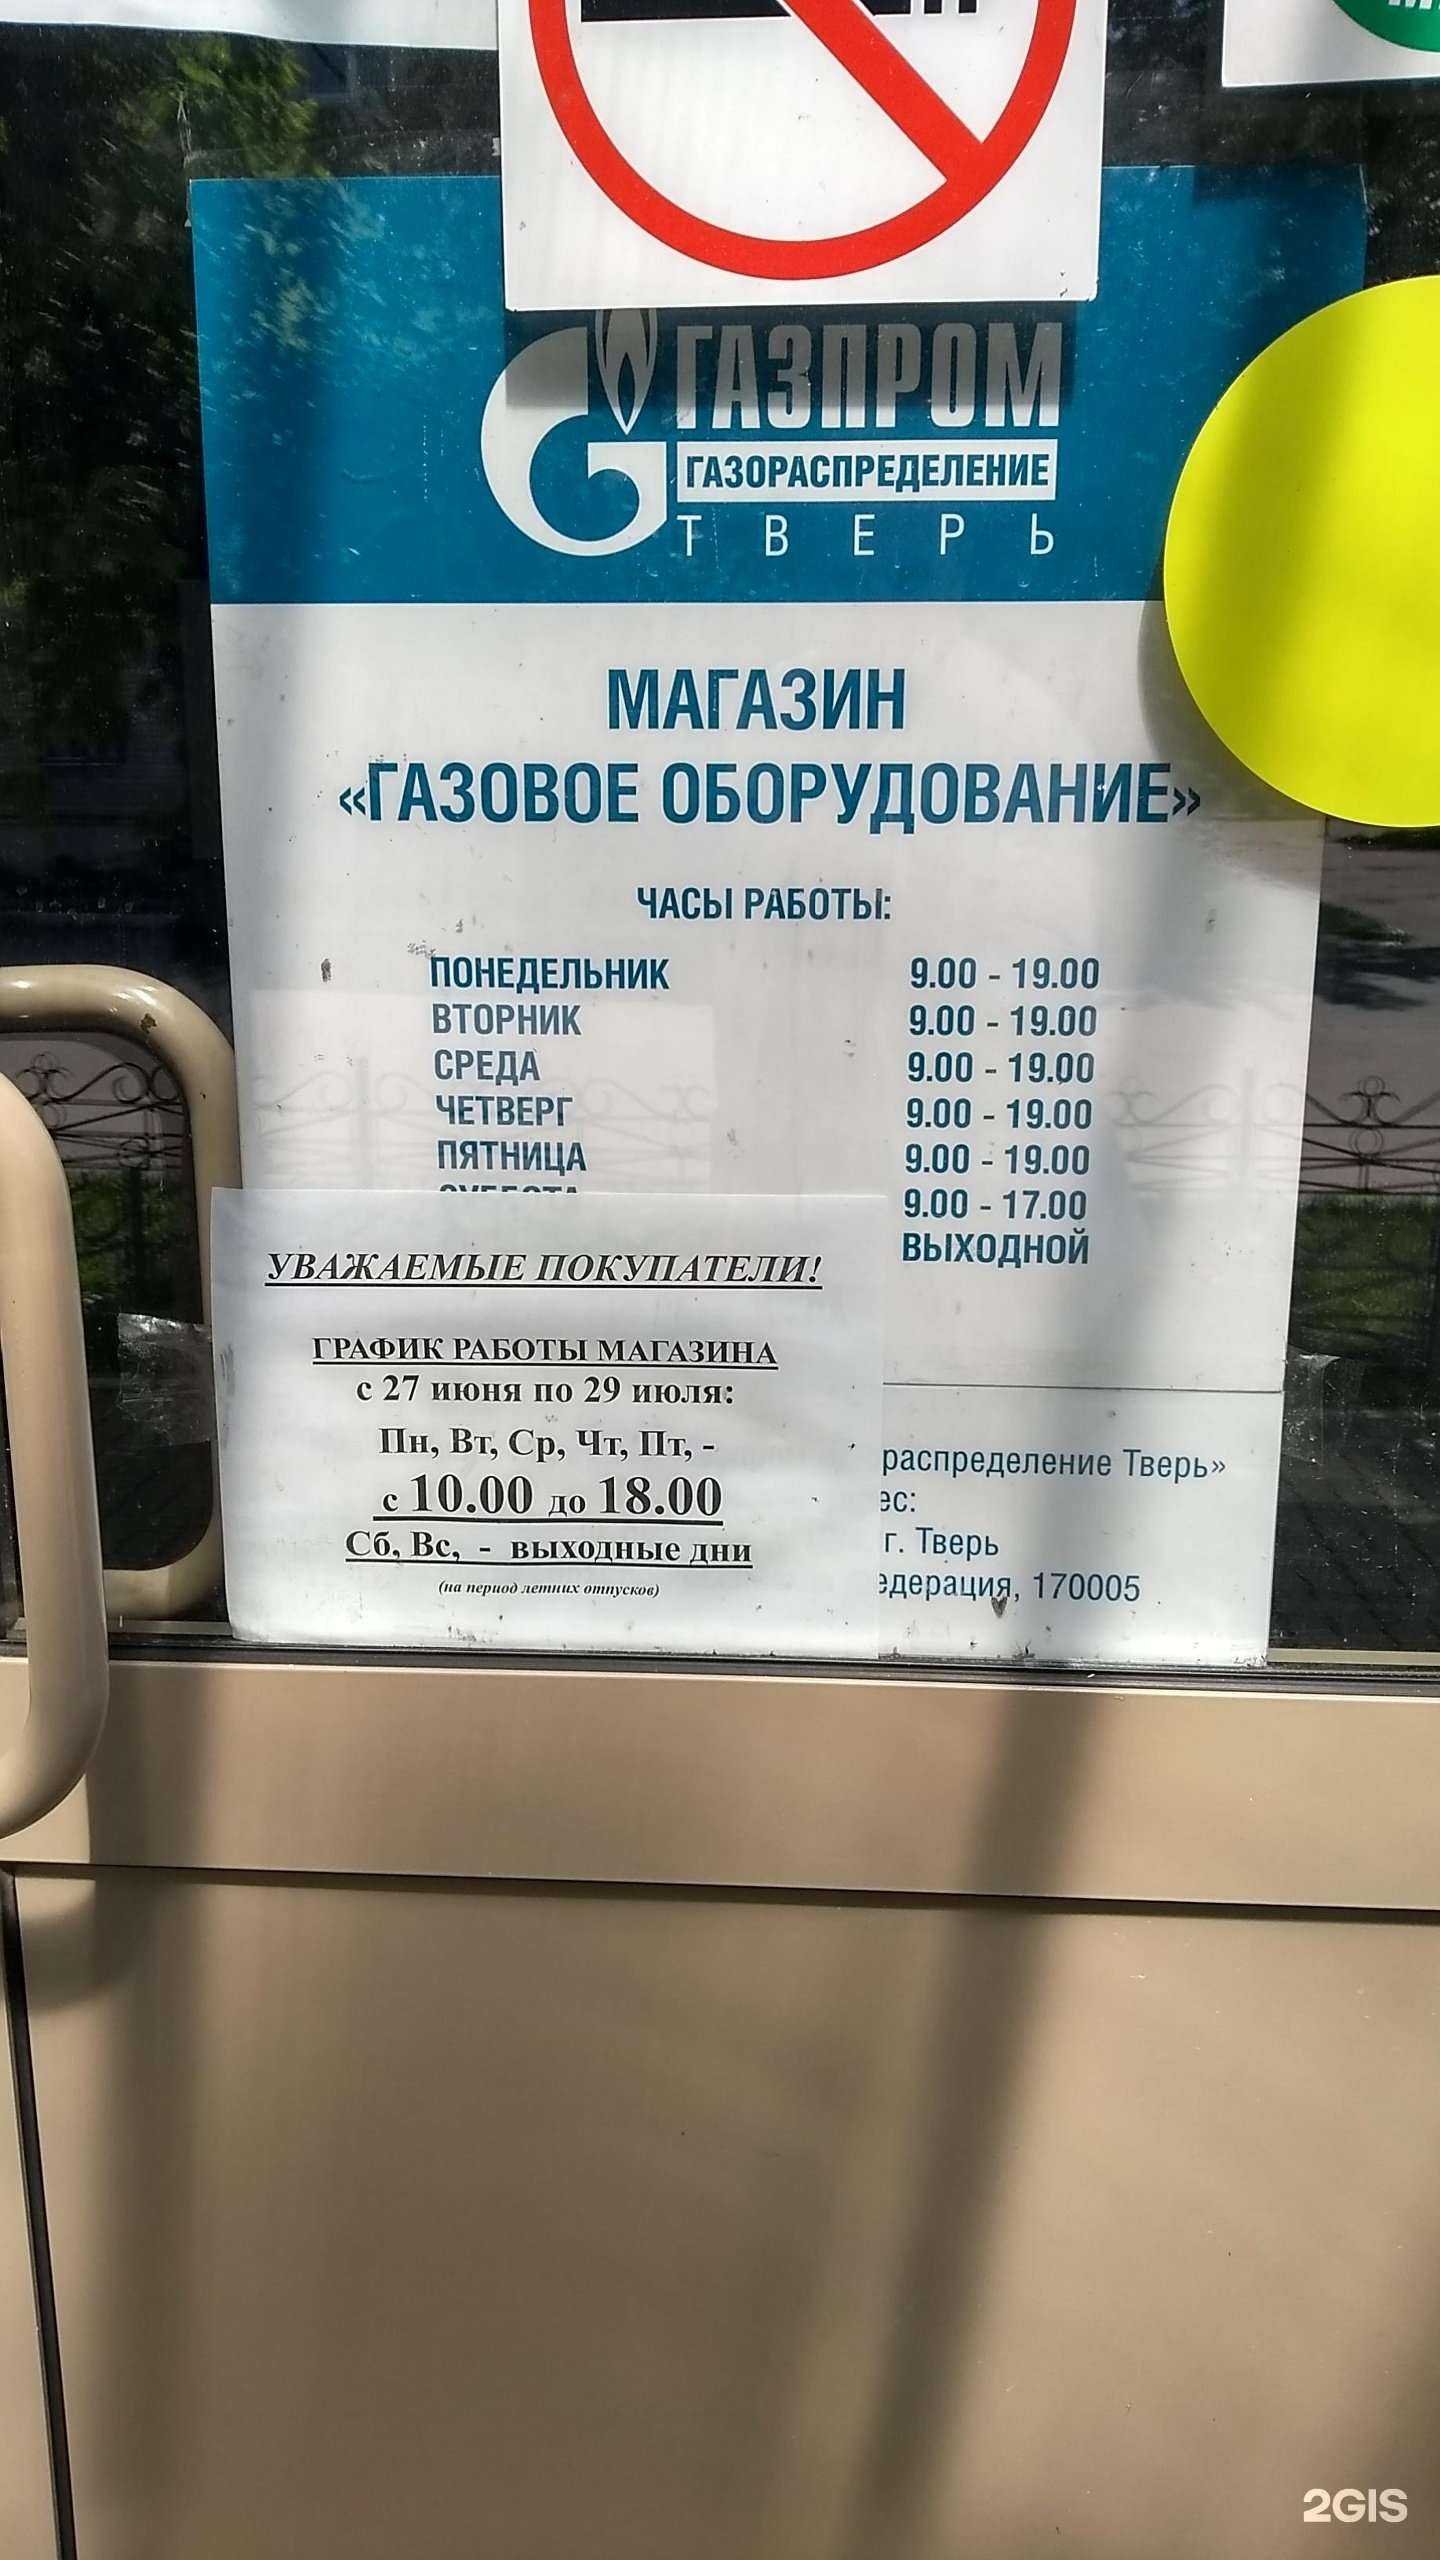 ГАЗПРОМ
ГАЗОРАСПРЕДЕЛЕНИЕ
ТВЕРЬ
МАГАЗИН
«ГАЗОВОЕ ОБОРУДОВАНИЕ»
ЧАСЫ РАБОТЫ:
ПОНЕДЕЛЬНИК 9.00 - 19.00
ВТОРНИК 9.00 - 19.00
СРЕДА 9.00 - 19.00
ЧЕТВЕРГ 9.00 - 19.00
ПЯТНИЦА 9.00 - 19.00
СУББОТА 9.00 - 17.00
ВЫХОДНОЙ
УВАЖАЕМЫЕ ПОКУПАТЕЛИ!
ГРАФИК РАБОТЫ МАГАЗИНА
с 27 июня по 29 июля:
Пн, Вт, Ср, Чт, Пт, -
с 10.00 до 18.00
Сб, Вс, - выходные дни
(на период летних отпусков)
распределение Тверь»
ес:
г. Тверь
едерация, 170005
2GIS